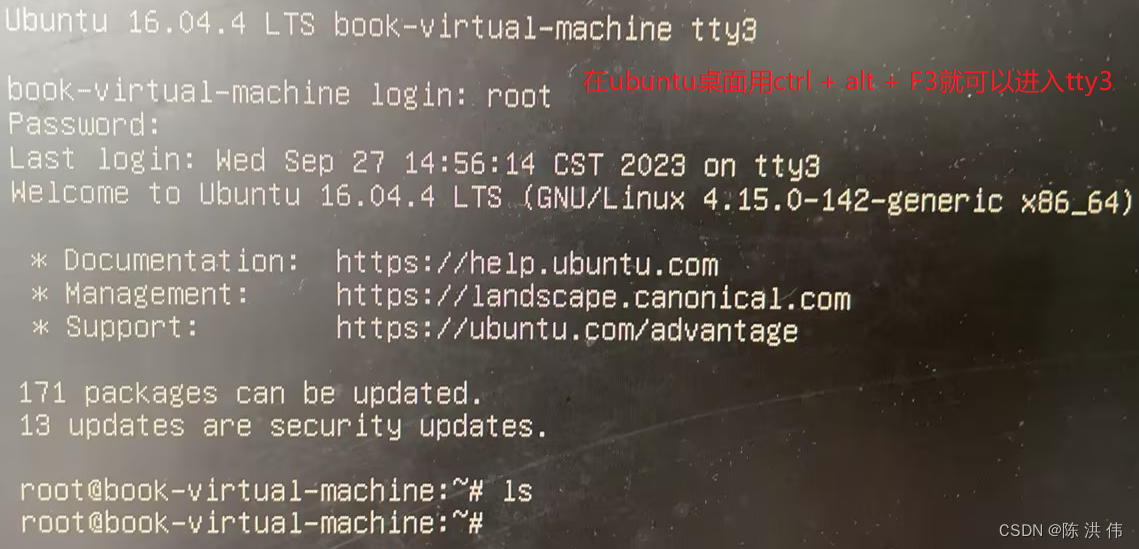 Ubuntu 16.04.4 LTS book-virtual-machine tty3
book-virtual-machine login: root
在ubuntu桌面用ctrl + alt + F3就可以进入tty3
Password:
Last login: Wed Sep 27 14:56:14 CST 2023 on tty3
Welcome to Ubuntu 16.04.4 LTS (GNU/Linux 4.15.0-142-generic x86_64)
* Documentation: https://help.ubuntu.com
* Management: https://landscape.canonical.com
* Support: https://ubuntu.com/advantage
171 packages can be updated.
13 updates are security updates.
root@book-virtual-machine:~# ls
root@book-virtual-machine:~#
CSDN @陈 洪 伟